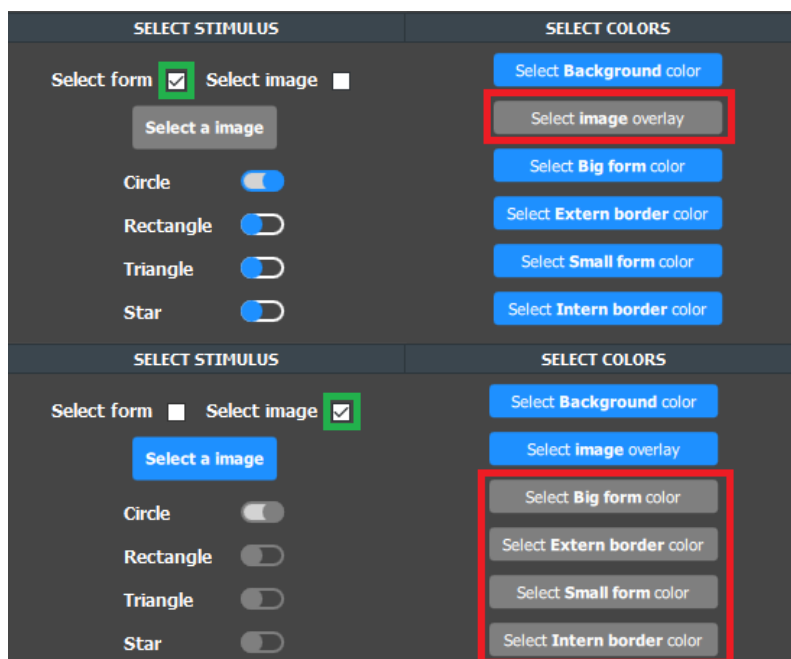 SELECT STIMULUS SELECT COLORS
Select form Select image Select Background color
Select a image Select image overlay
Circle Select Big form color
Rectangle Select Extern border color
Triangle Select Small form color
Star Select Intern border color
SELECT STIMULUS SELECT COLORS
Select form Select image Select Background color
Select a image Select image overlay
Circle Select Big form color
Rectangle Select Extern border color
Triangle Select Small form color
Star Select Intern border color